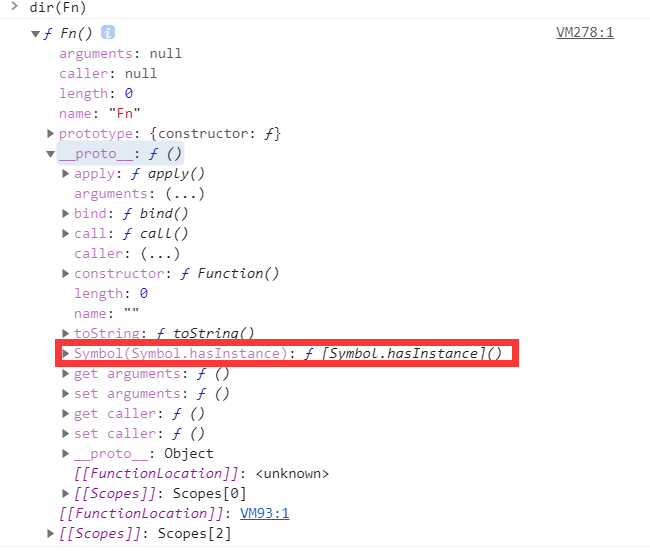 > dir(Fn)
▼ ƒ Fn() i VM278:1
arguments: null
caller: null
length: 0
name: "Fn"
▶ prototype: {constructor: ƒ}
▼ __proto__: ƒ ()
▶ apply: ƒ apply()
arguments: (...)
▶ bind: ƒ bind()
▶ call: ƒ call()
caller: (...)
▶ constructor: ƒ Function()
length: 0
name: ""
▶ toString: ƒ toString()
▶ Symbol(Symbol.hasInstance): ƒ [Symbol.hasInstance]()
▶ get arguments: ƒ ()
▶ set arguments: ƒ ()
▶ get caller: ƒ ()
▶ set caller: ƒ ()
▶ __proto__: Object
[[FunctionLocation]]: <unknown>
▶ [[Scopes]]: Scopes[0]
[[FunctionLocation]]: VM93:1
▶ [[Scopes]]: Scopes[2]